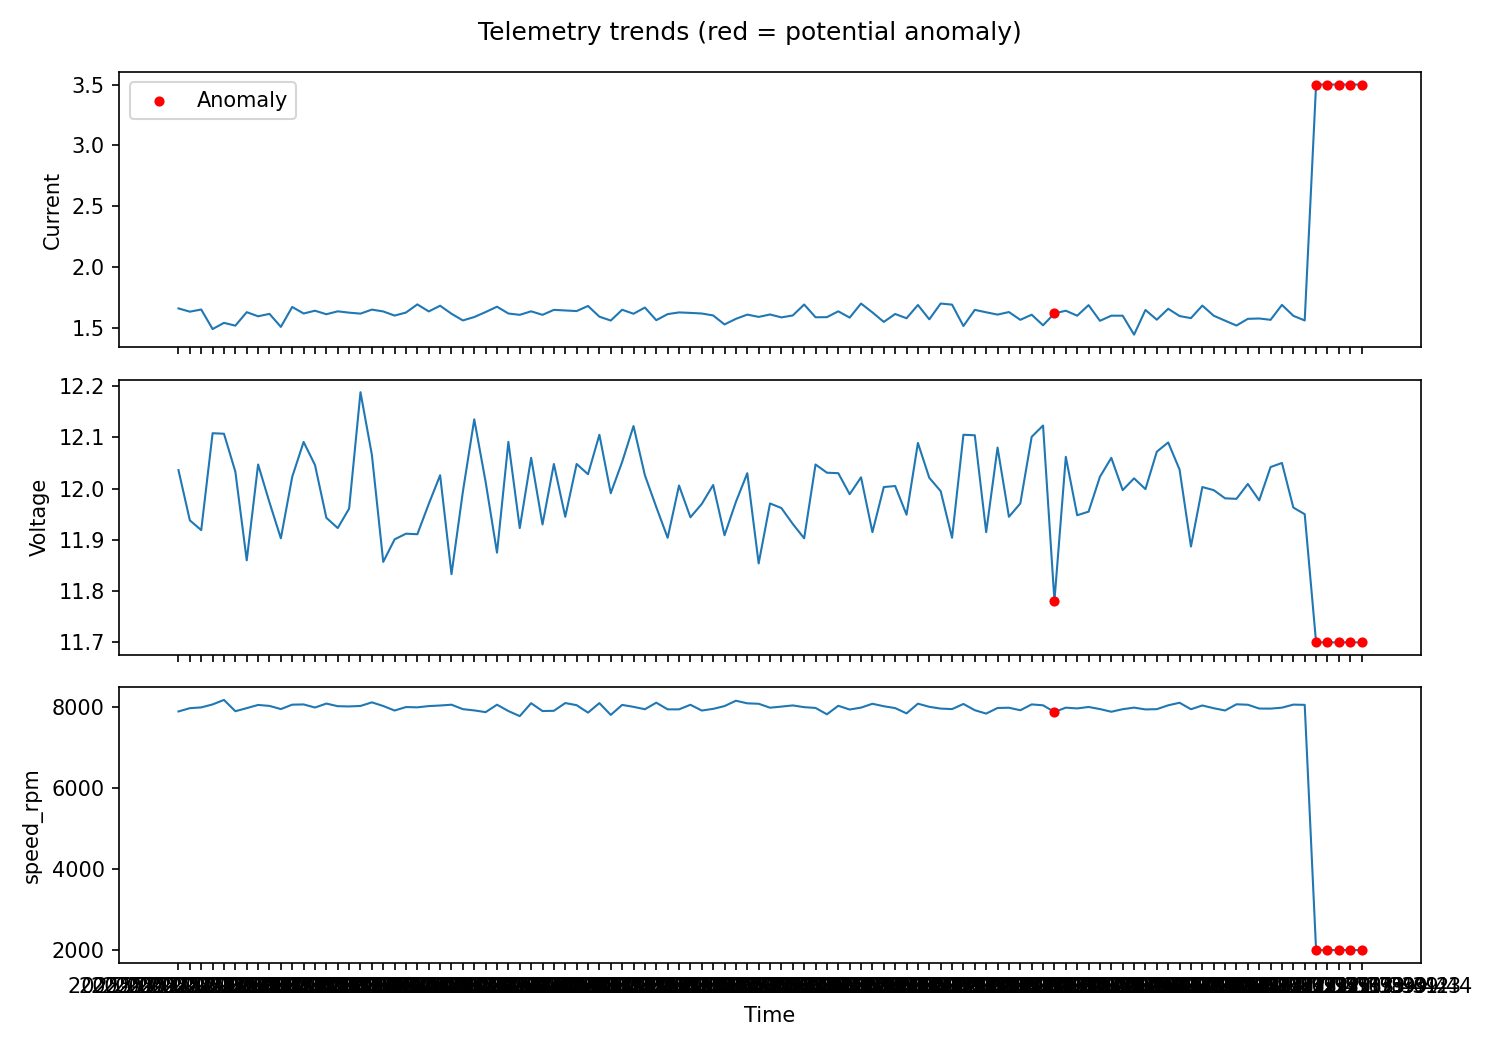 Telemetry trends (red = potential anomaly)
3.5
Anomaly
3.0
2.5
2.0
1.5
Current
12.2
12.1
12.0
11.9
11.8
11.7
Voltage
8000
6000
4000
2000
speed_rpm
Time